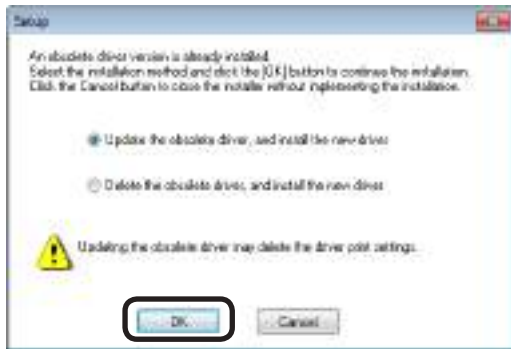 Setup
An obsolete driver version is already installed.
Select the installation method and click the [OK] button to continue the installation.
Click the Cancel button to close the installer without implementing the installation.
Update the obsolete driver, and install the new driver
Delete the obsolete driver, and install the new driver
Updating the obsolete driver may delete the driver print settings.
OK
Cancel